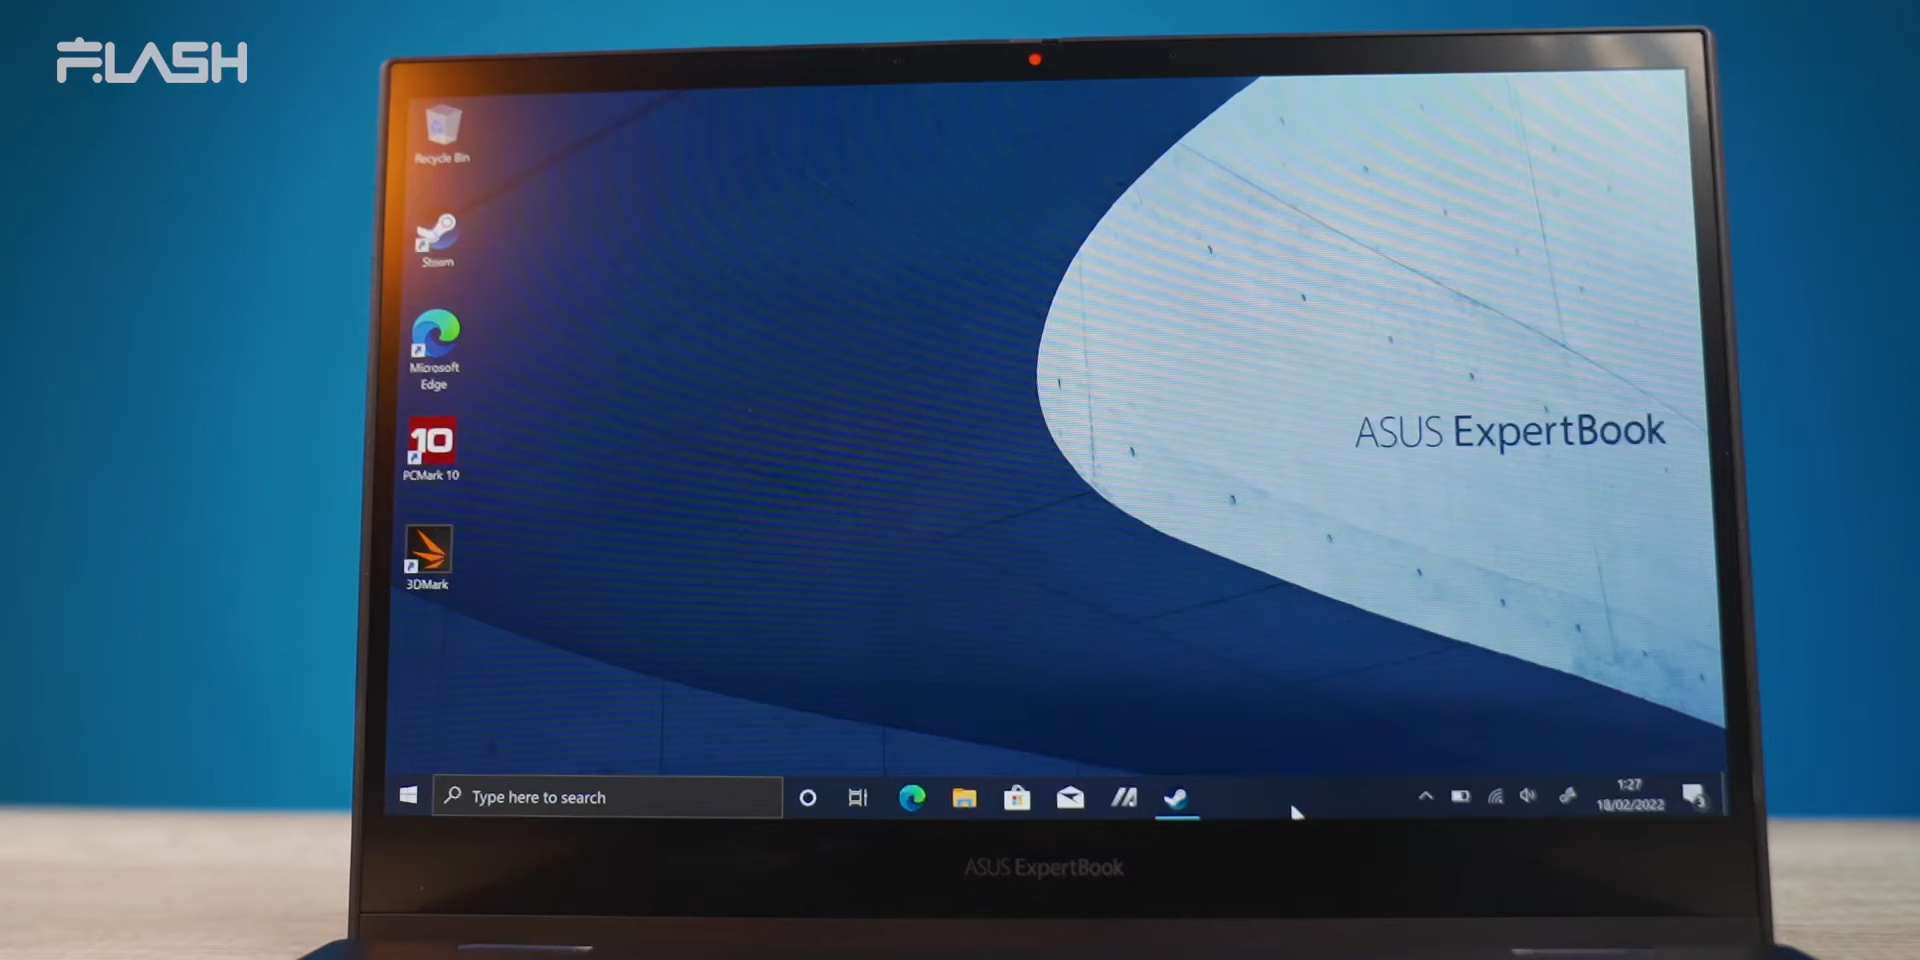 FLASH
Recycle Bin
Steam
Microsoft
Edge
10
PCMark 10
3DMark
ASUS ExpertBook
Type here to search
1:27
18/02/2022
3
ASUS ExpertBook